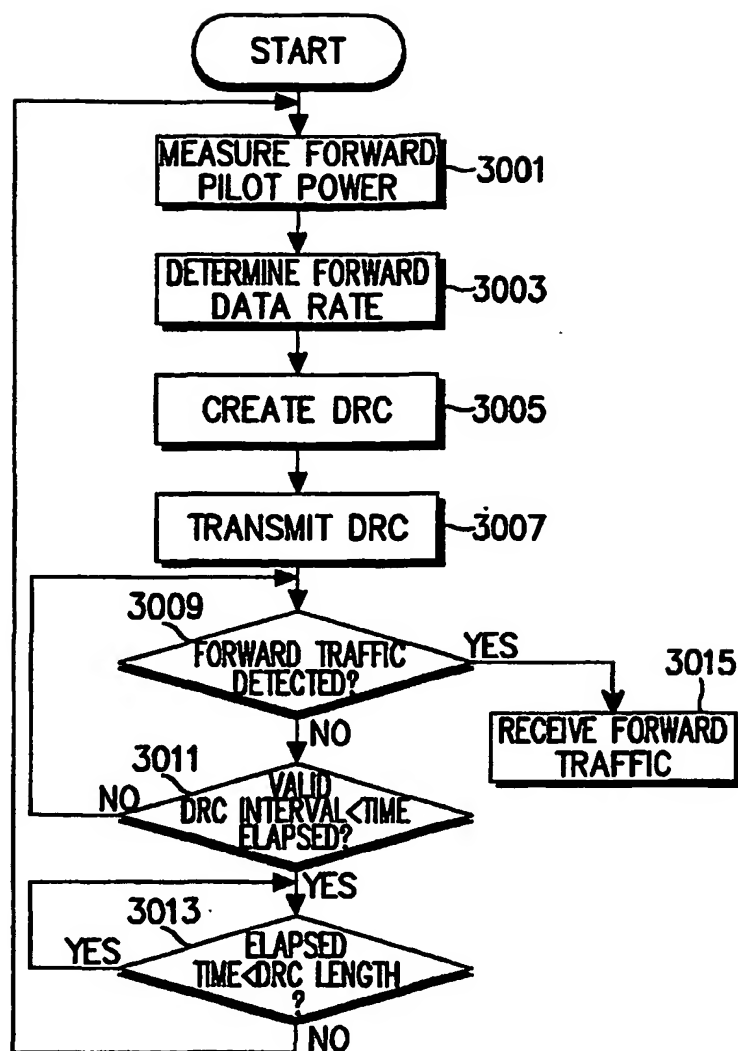 START
MEASURE FORWARD
PILOT POWER
3001
DETERMINE FORWARD
DATA RATE
3003
CREATE DRC
3005
TRANSMIT DRC
3007
3009
FORWARD TRAFFIC
DETECTED?
YES
3015
RECEIVE FORWARD
TRAFFIC
NO
3011
VALID
DRC INTERVAL<TIME
ELAPSED?
NO
YES
3013
ELAPSED
TIME<DRC LENGTH
?
YES
NO